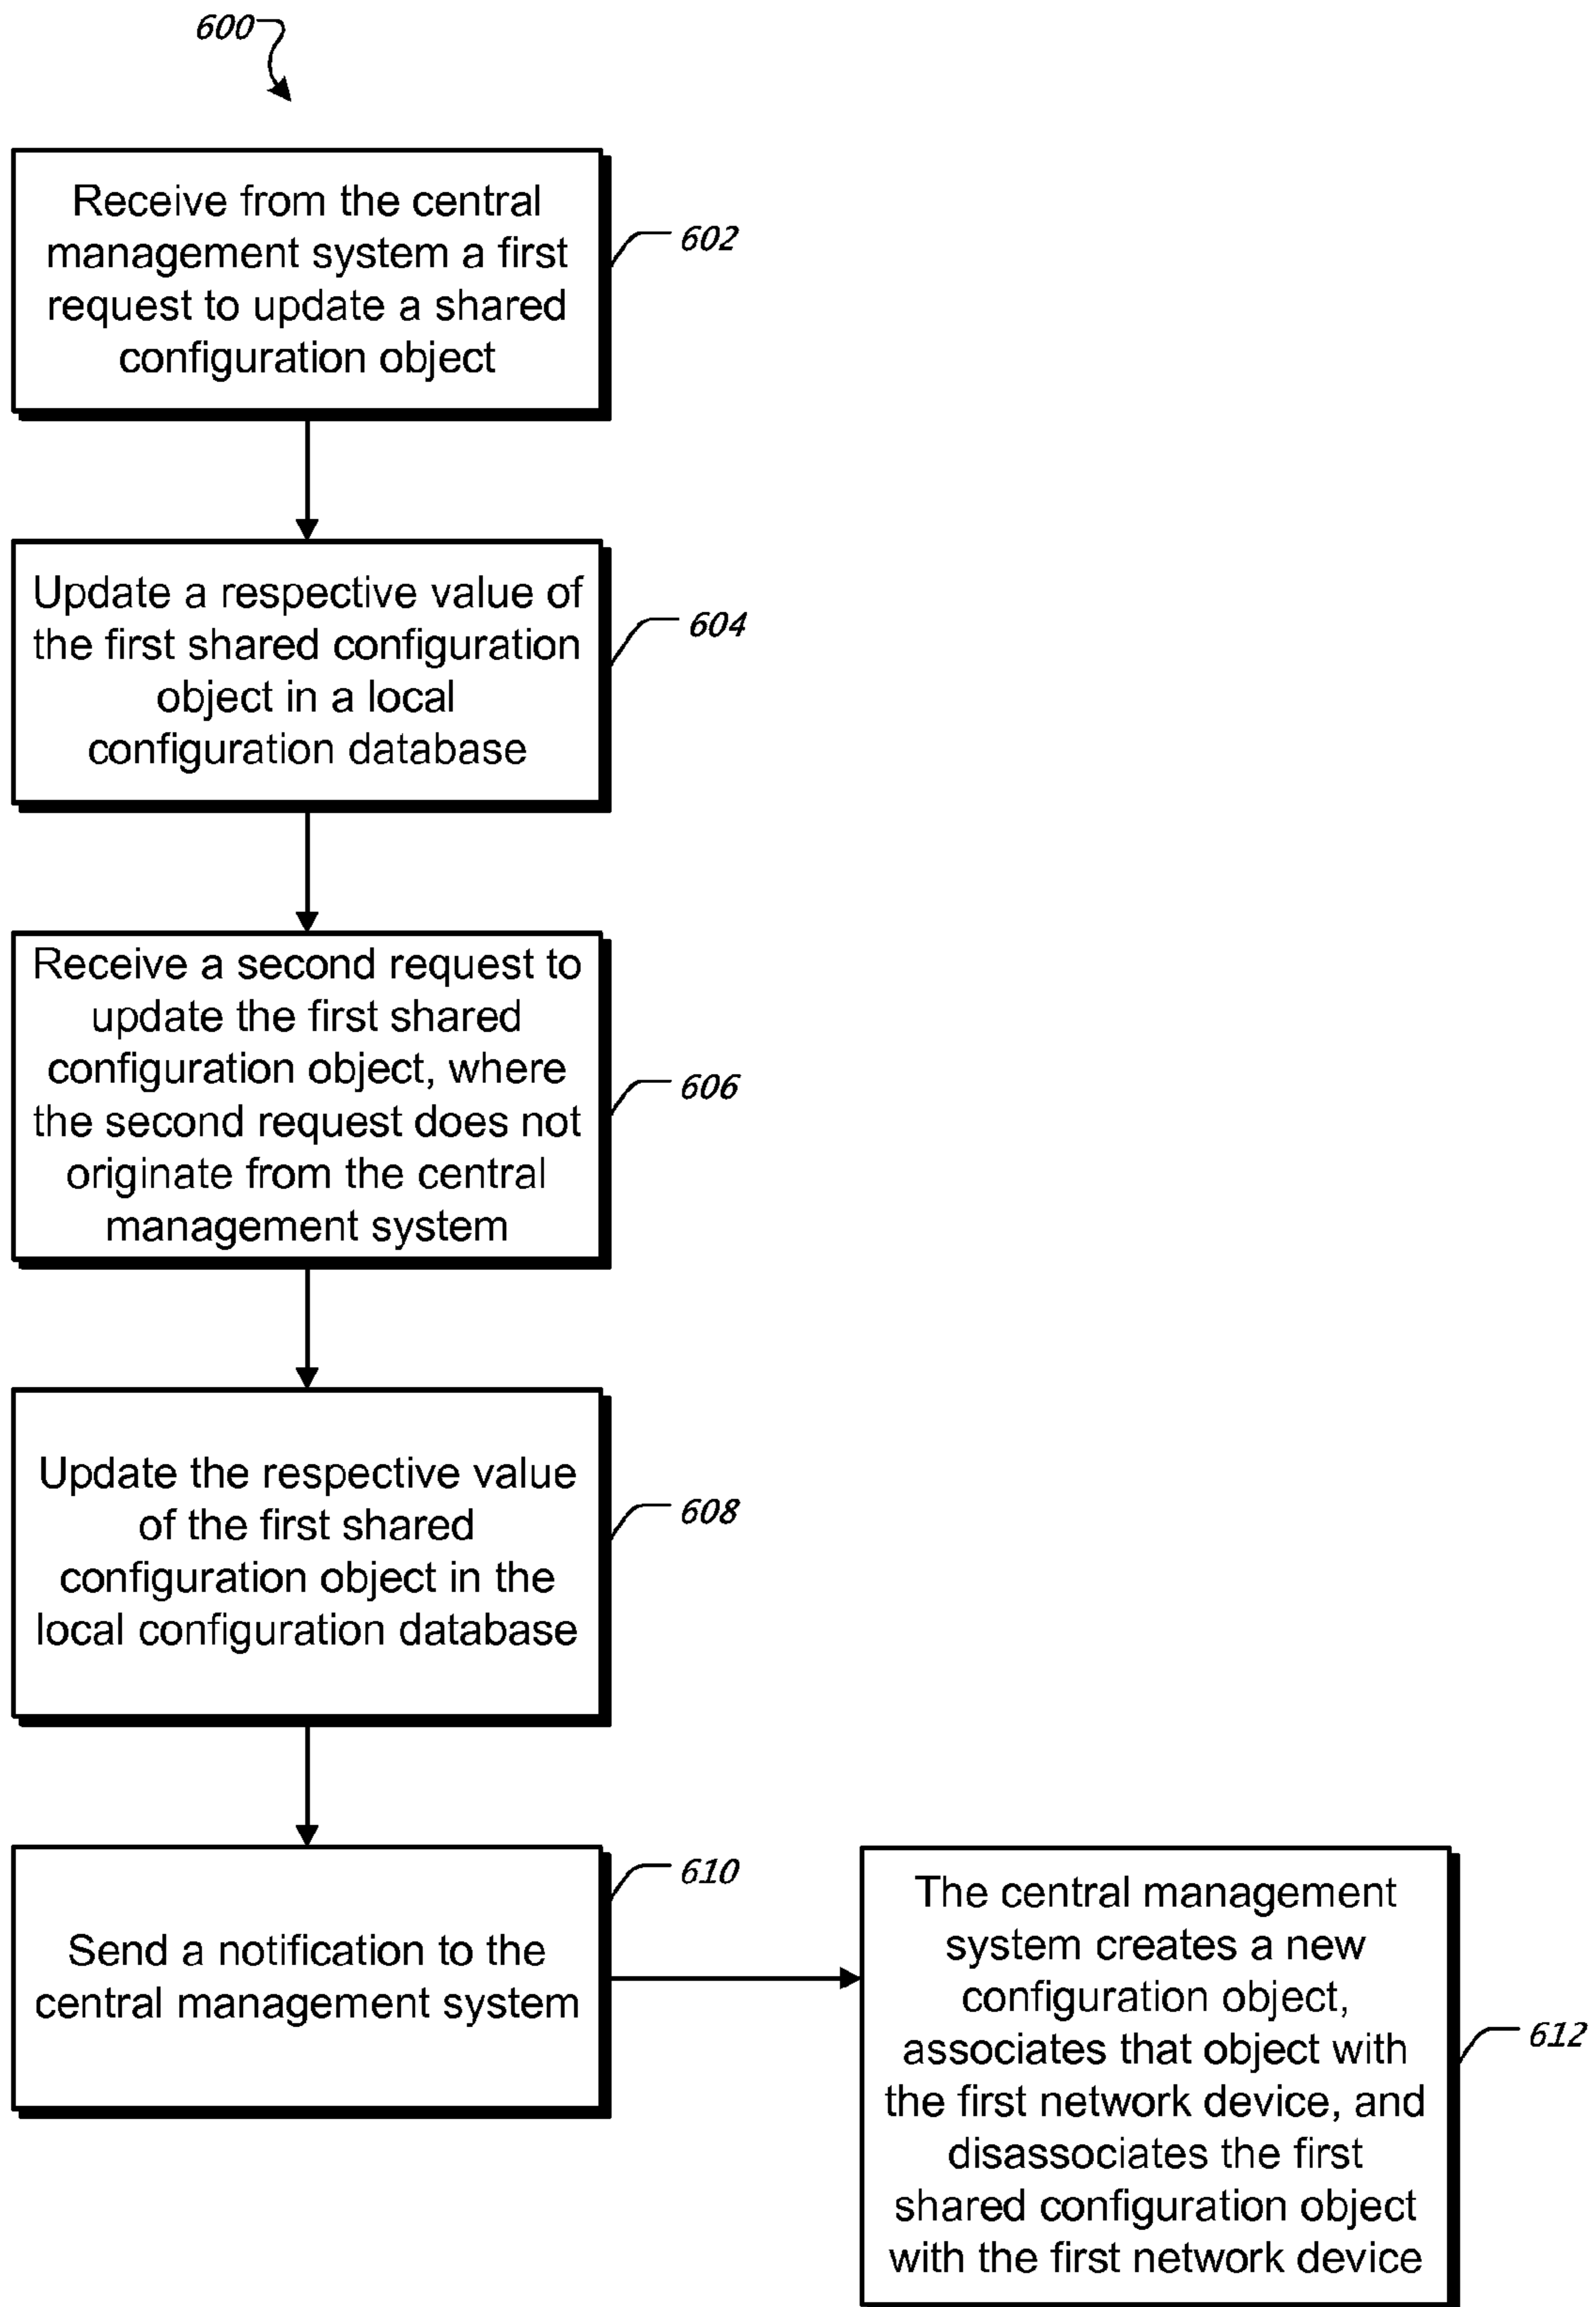 600
Receive from the central
management system a first
request to update a shared
configuration object
602
Update a respective value of
the first shared configuration
object in a local
configuration database
604
Receive a second request to
update the first shared
configuration object, where
the second request does not
originate from the central
management system
606
Update the respective value
of the first shared
configuration object in the
local configuration database
608
Send a notification to the
central management system
610
The central management
system creates a new
configuration object,
associates that object with
the first network device, and
disassociates the first
shared configuration object
with the first network device
612